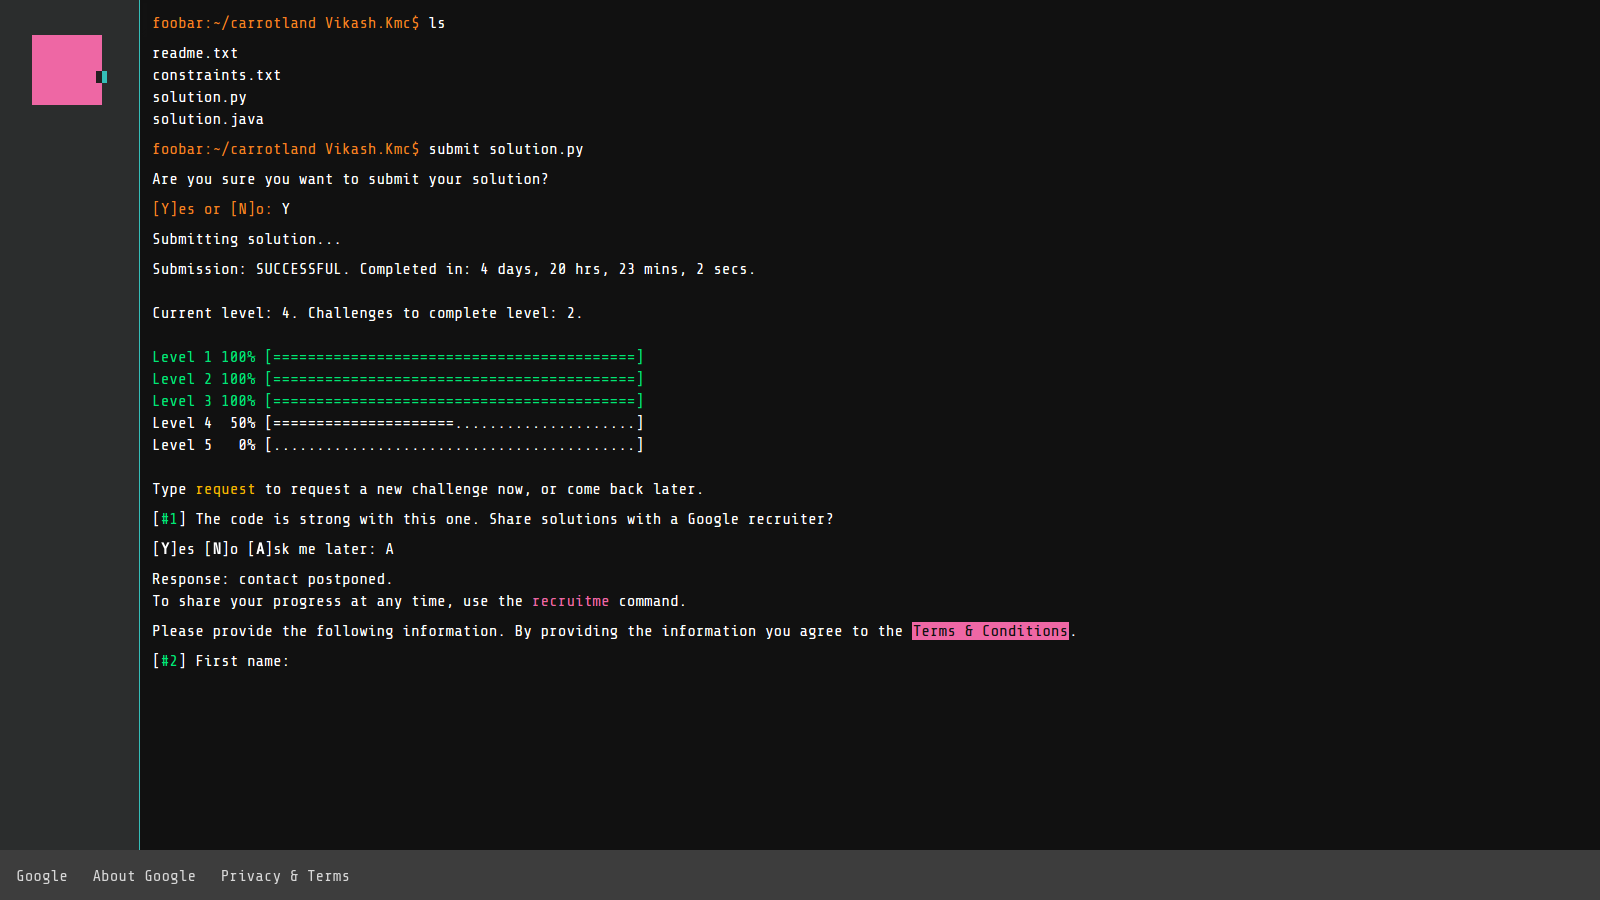 foobar:~/carrotland Vikash.Kmc$ ls
readme.txt
constraints.txt
solution.py
solution.java
foobar:~/carrotland Vikash.Kmc$ submit solution.py
Are you sure you want to submit your solution?
[Y]es or [N]o: Y
Submitting solution...
Submission: SUCCESSFUL. Completed in: 4 days, 20 hrs, 23 mins, 2 secs.
Current level: 4. Challenges to complete level: 2.
Level 1 100% [==========================================]
Level 2 100% [==========================================]
Level 3 100% [==========================================]
Level 4  50% [=====================.....................]
Level 5   0% [..........................................]
Type request to request a new challenge now, or come back later.
[#1] The code is strong with this one. Share solutions with a Google recruiter?
[Y]es [N]o [A]sk me later: A
Response: contact postponed.
To share your progress at any time, use the recruitme command.
Please provide the following information. By providing the information you agree to the Terms & Conditions.
[#2] First name:
Google   About Google   Privacy & Terms